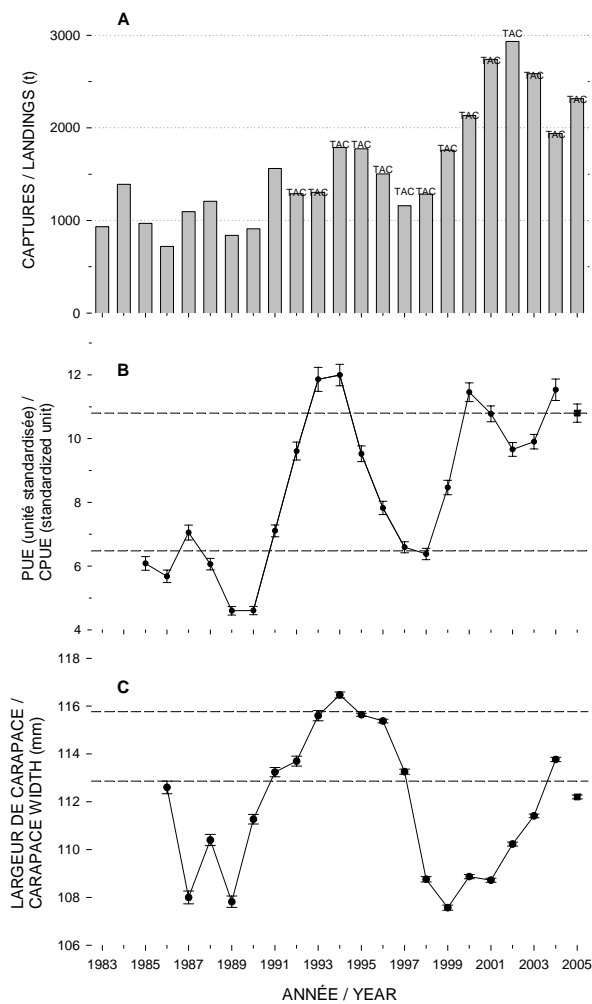 A
CAPTURES / LANDINGS (t)
3000
2000
1000
0
TAC TAC TAC TAC TAC TAC TAC TAC TAC TAC TAC TAC TAC TAC
B
PUE (unité standardisée) /
CPUE (standardized unit)
12
10
8
6
4
C
LARGEUR DE CARAPACE /
CARAPACE WIDTH (mm)
118
116
114
112
110
108
106
1983 1985 1987 1989 1991 1993 1995 1997 1999 2001 2003 2005
ANNÉE / YEAR